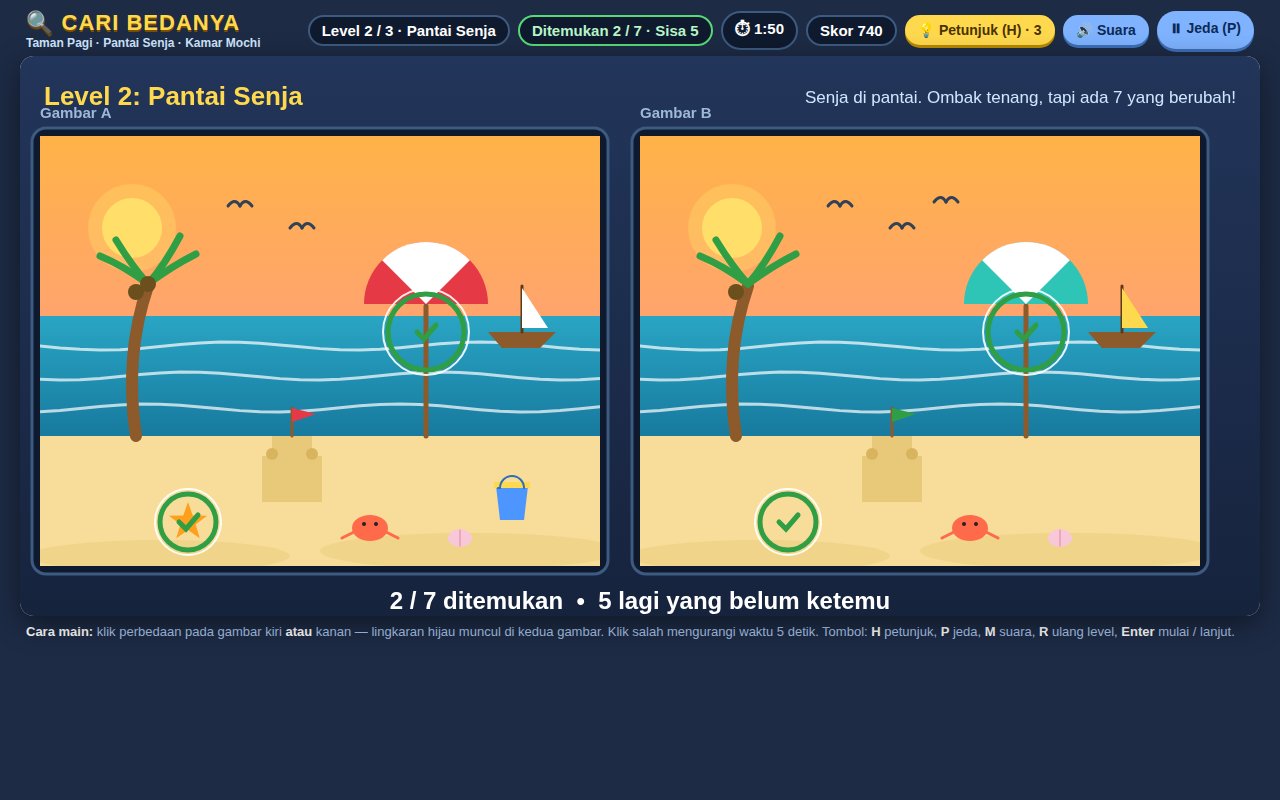 🔍 CARI BEDANYA
Taman Pagi · Pantai Senja · Kamar Mochi
Level 2 / 3 · Pantai Senja
Ditemukan 2 / 7 · Sisa 5
⏱ 1:50
Skor 740
💡 Petunjuk (H) · 3
🔊 Suara
⏸ Jeda (P)
Level 2: Pantai Senja
Senja di pantai. Ombak tenang, tapi ada 7 yang berubah!
Gambar A
Gambar B
2 / 7 ditemukan • 5 lagi yang belum ketemu
Cara main: klik perbedaan pada gambar kiri atau kanan — lingkaran hijau muncul di kedua gambar. Klik salah mengurangi waktu 5 detik. Tombol: H petunjuk, P jeda, M suara, R ulang level, Enter mulai / lanjut.